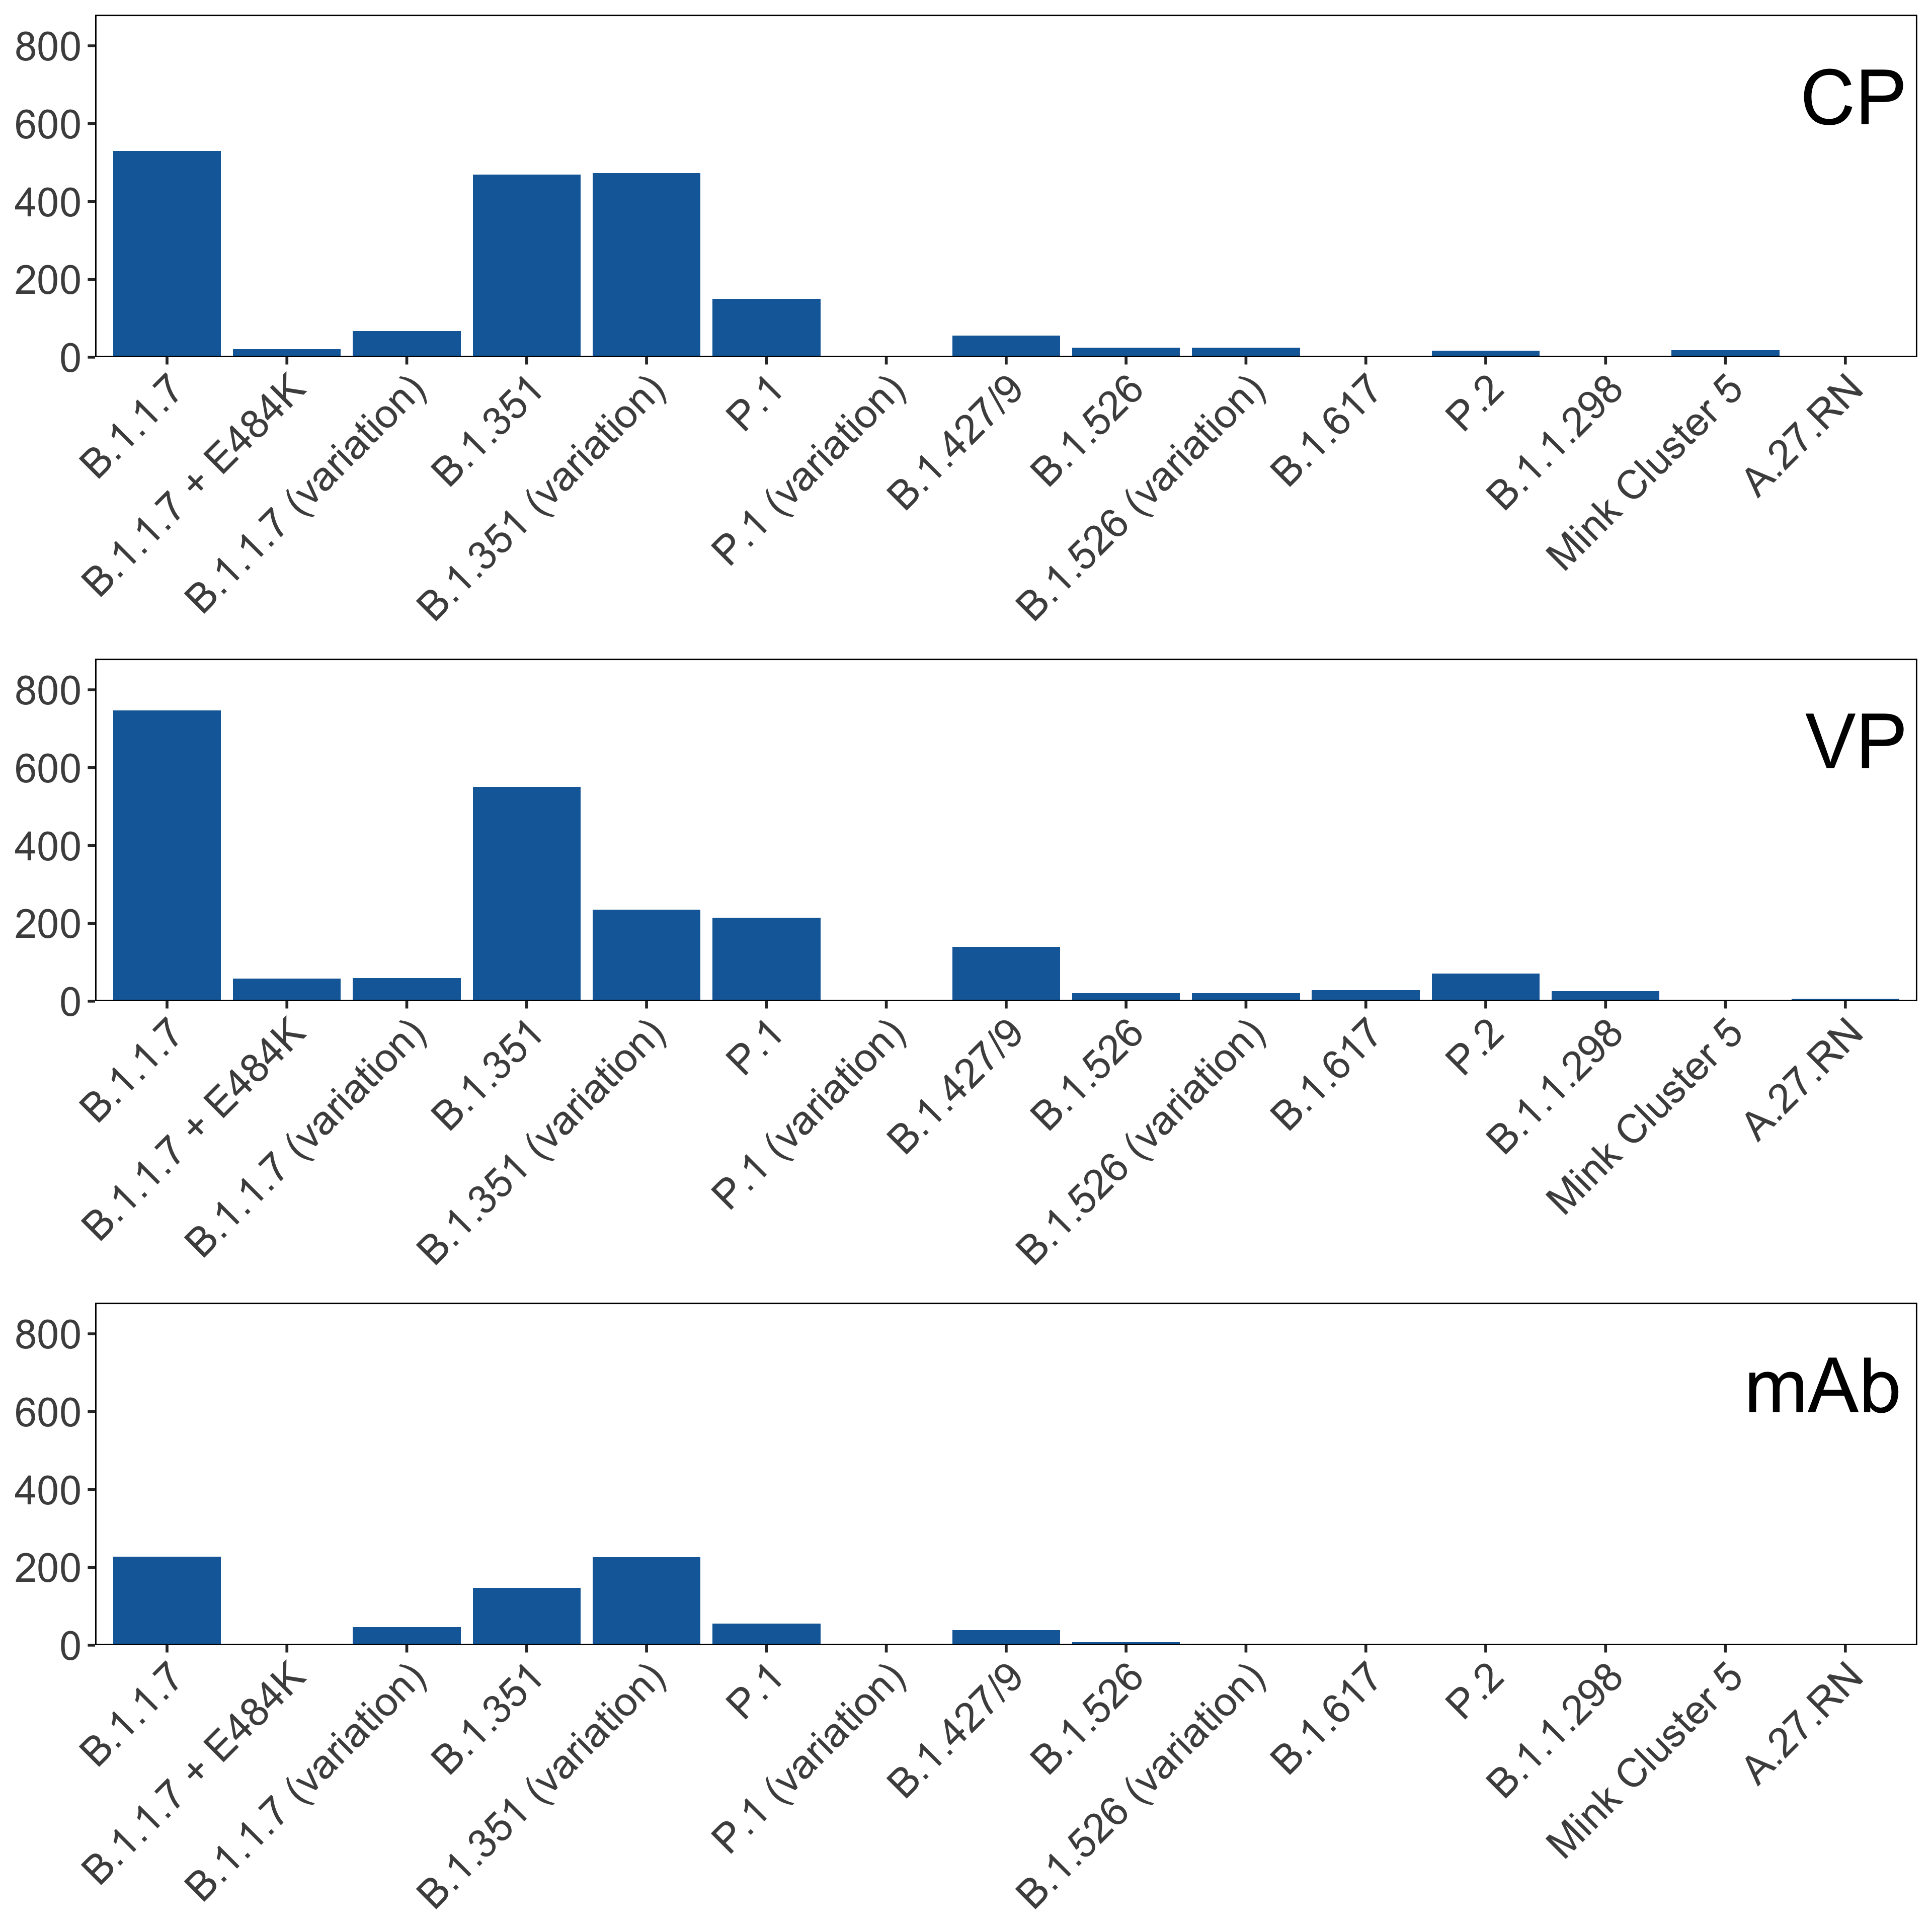 CP
800
600
400
200
0
B.1.1.7
B.1.1.7 + E484K
B.1.1.7 (variation)
B.1.351
B.1.351 (variation)
P.1
P.1 (variation)
B.1.427/9
B.1.526
B.1.526 (variation)
B.1.617
P.2
B.1.1.298
Mink Cluster 5
A.27.RN
VP
800
600
400
200
0
B.1.1.7
B.1.1.7 + E484K
B.1.1.7 (variation)
B.1.351
B.1.351 (variation)
P.1
P.1 (variation)
B.1.427/9
B.1.526
B.1.526 (variation)
B.1.617
P.2
B.1.1.298
Mink Cluster 5
A.27.RN
mAb
800
600
400
200
0
B.1.1.7
B.1.1.7 + E484K
B.1.1.7 (variation)
B.1.351
B.1.351 (variation)
P.1
P.1 (variation)
B.1.427/9
B.1.526
B.1.526 (variation)
B.1.617
P.2
B.1.1.298
Mink Cluster 5
A.27.RN